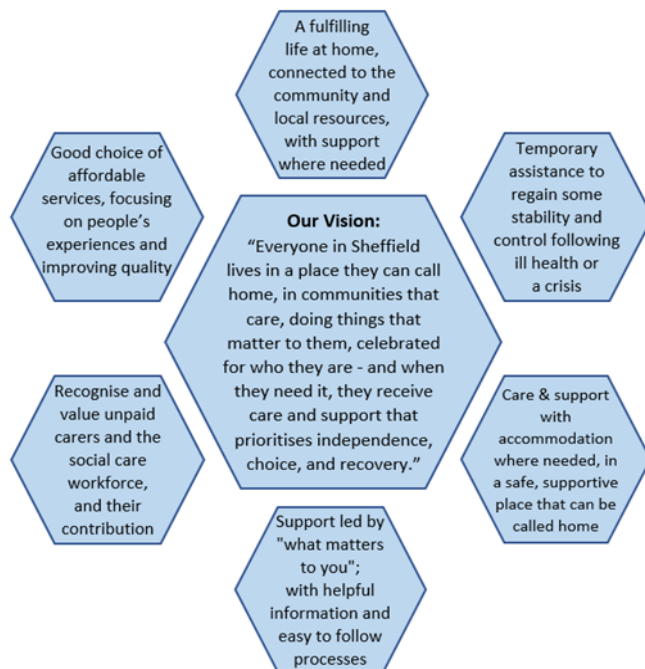 A fulfilling
life at home,
connected to the
community and
local resources,
with support
where needed
Good choice of
affordable
services, focusing
on people’s
experiences and
improving quality
Temporary
assistance to
regain some
stability and
control following
ill health or
a crisis
Our Vision:
“Everyone in Sheffield
lives in a place they can call
home, in communities that
care, doing things that
matter to them, celebrated
for who they are - and when
they need it, they receive
care and support that
prioritises independence,
choice, and recovery.”
Recognise and
value unpaid
carers and the
social care
workforce,
and their
contribution
Care & support
with
accommodation
where needed, in
a safe, supportive
place that can be
called home
Support led by
"what matters
to you";
with helpful
information and
easy to follow
processes